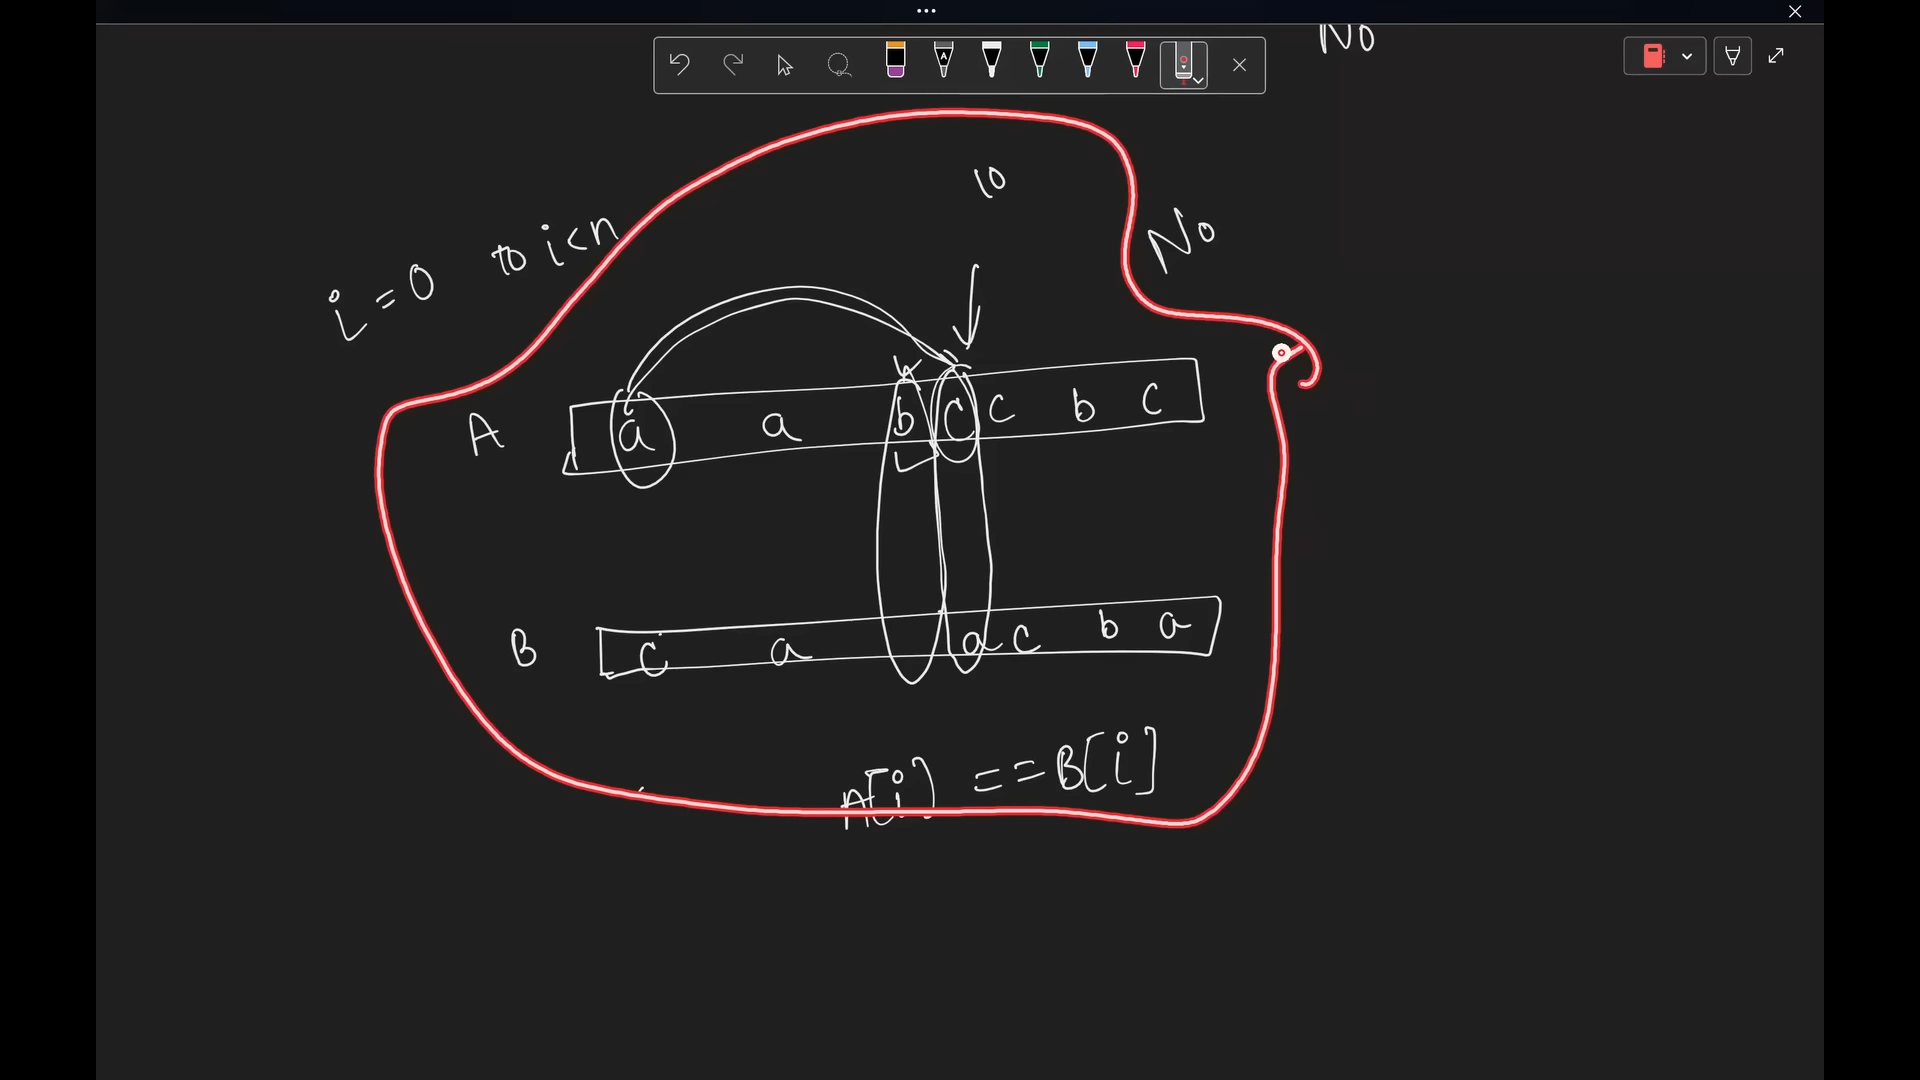 No
10
i = 0 to i<n
No
A a a b c c b c
B c a a c b a
A[i] == B[i]